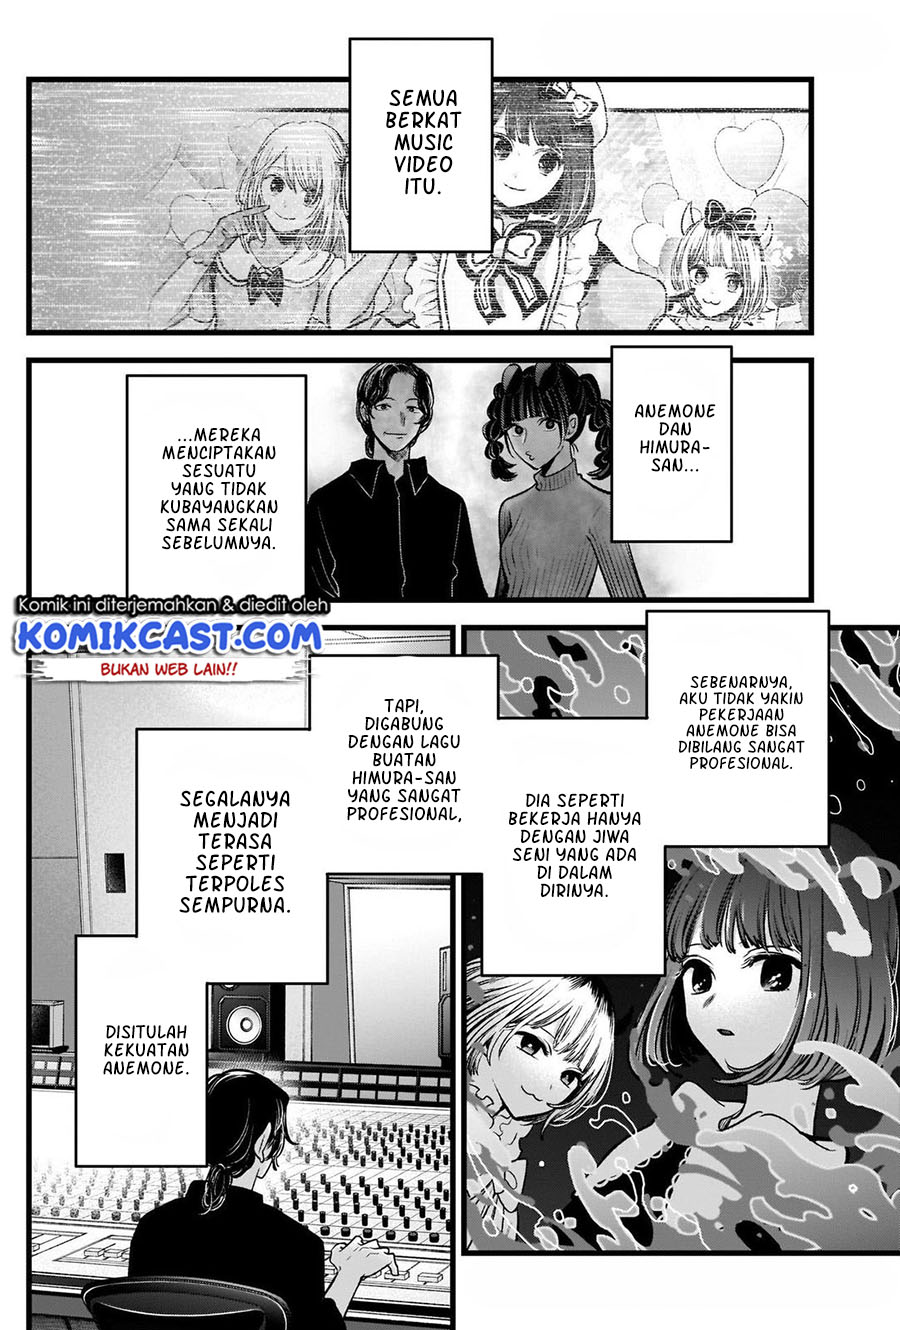 SEMUA
BERKAT
MUSIC
VIDEO
ITU.
ANEMONE
DAN
HIMURA-
SAN...
...MEREKA
MENCIPTAKAN
SESUATU
YANG TIDAK
KUBAYANGKAN
SAMA SEKALI
SEBELUMNYA.
Komik ini diterjemahkan & diedit oleh
KOMIKCAST.COM
BUKAN WEB LAIN!!
SEBENARNYA,
AKU TIDAK YAKIN
PEKERJAAN
ANEMONE BISA
DIBILANG SANGAT
PROFESIONAL.
DIA SEPERTI
BEKERJA HANYA
DENGAN JIWA
SENI YANG ADA
DI DALAM
DIRINYA.
TAPI,
DIGABUNG
DENGAN LAGU
BUATAN
HIMURA-SAN
YANG SANGAT
PROFESIONAL,
SEGALANYA
MENJADI
TERASA
SEPERTI
TERPOLES
SEMPURNA.
DISITULAH
KEKUATAN
ANEMONE.